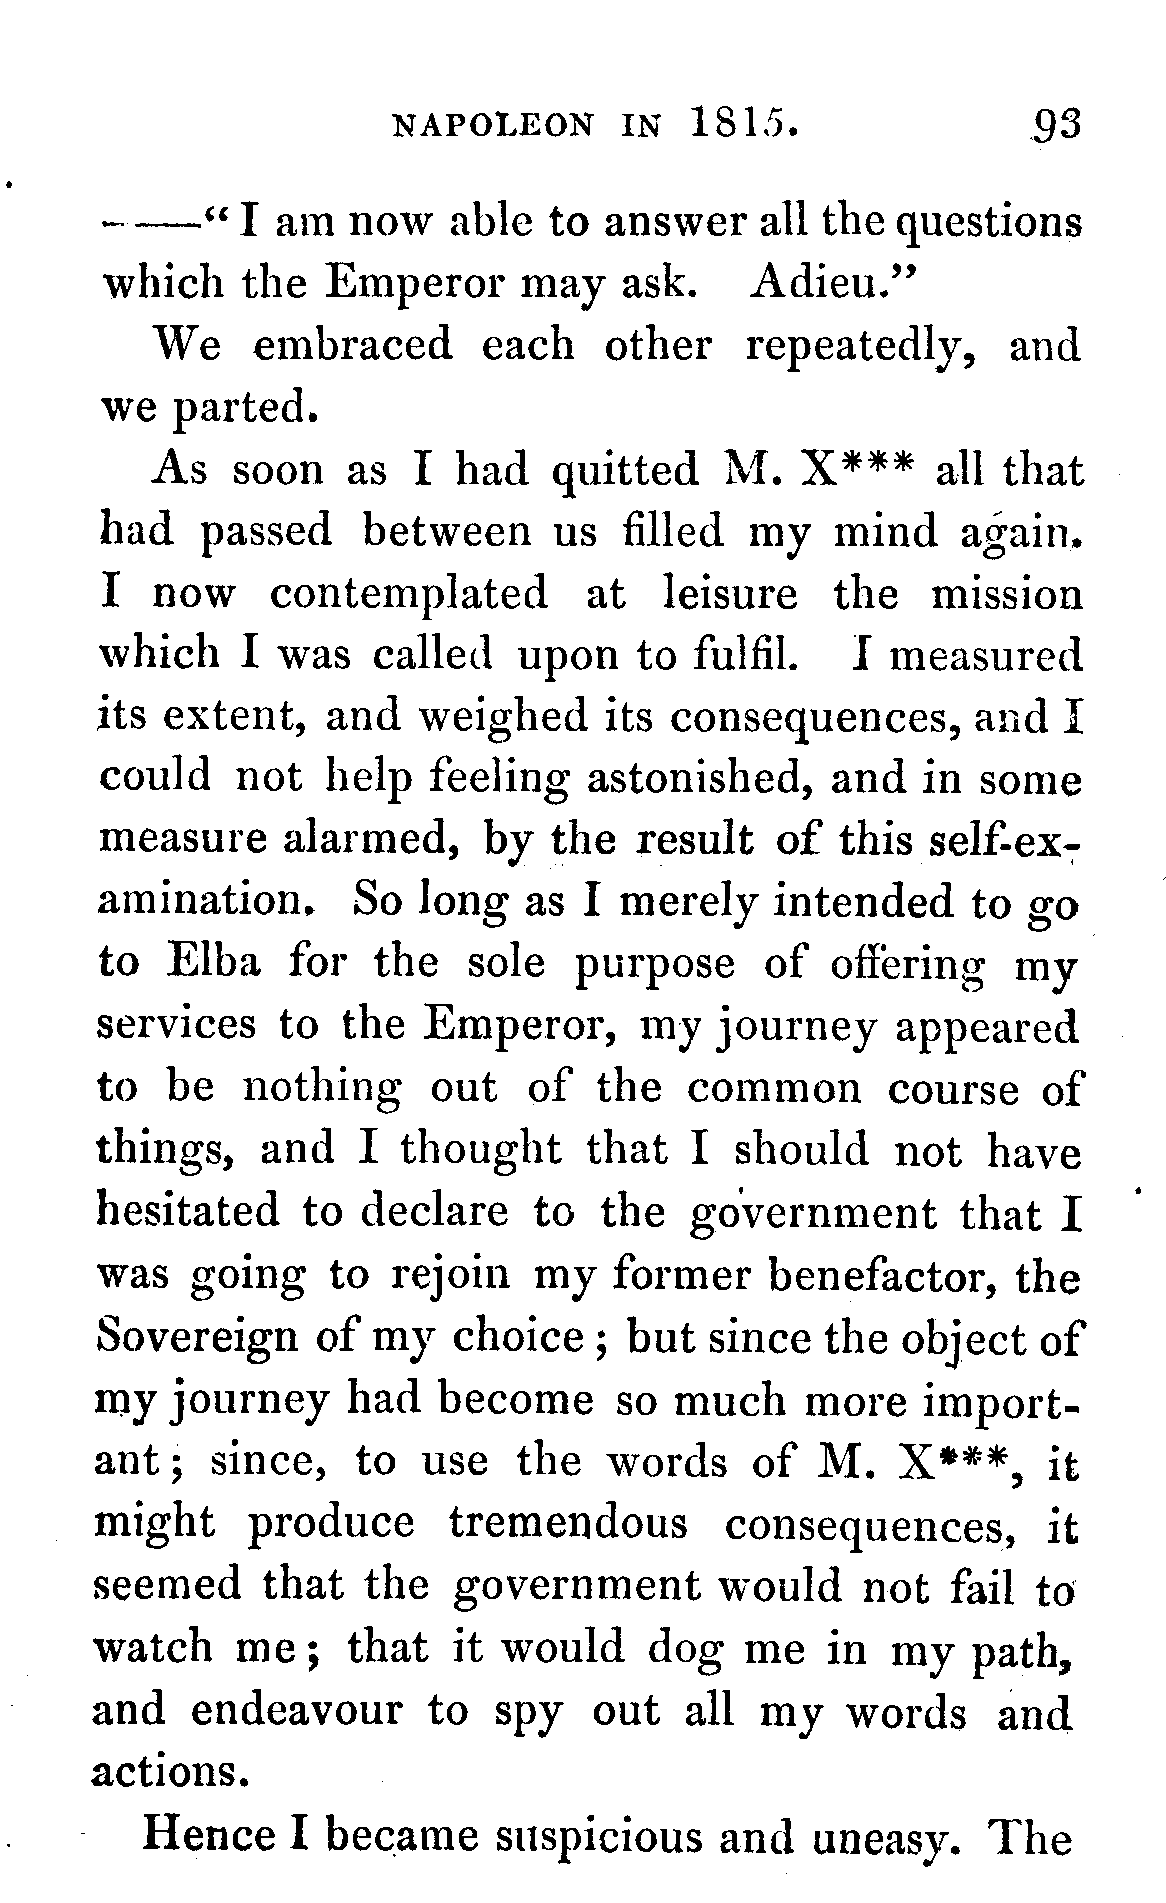 NAPOLEON IN 1815. 93
——“ I am now able to answer all the questions
which the Emperor may ask. Adieu.”
We embraced each other repeatedly, and
we parted.
As soon as I had quitted M. X*** all that
had passed between us filled my mind again.
I now contemplated at leisure the mission
which I was called upon to fulfil. I measured
its extent, and weighed its consequences, and I
could not help feeling astonished, and in some
measure alarmed, by the result of this self-ex-
amination. So long as I merely intended to go
to Elba for the sole purpose of offering my
services to the Emperor, my journey appeared
to be nothing out of the common course of
things, and I thought that I should not have
hesitated to declare to the government that I
was going to rejoin my former benefactor, the
Sovereign of my choice ; but since the object of
my journey had become so much more import-
ant ; since, to use the words of M. X***, it
might produce tremendous consequences, it
seemed that the government would not fail to
watch me ; that it would dog me in my path,
and endeavour to spy out all my words and
actions.
Hence I became suspicious and uneasy. The